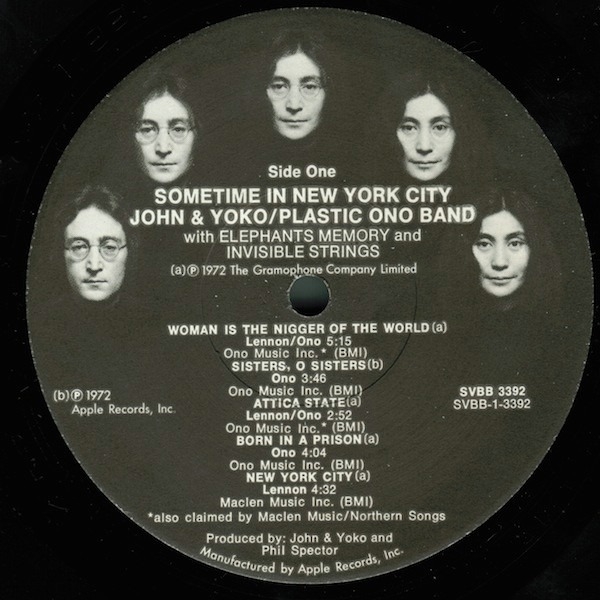 Side One
SOMETIME IN NEW YORK CITY
JOHN & YOKO/PLASTIC ONO BAND
with ELEPHANTS MEMORY and
INVISIBLE STRINGS
(a)℗ 1972 The Gramophone Company Limited
WOMAN IS THE NIGGER OF THE WORLD(a)
Lennon/Ono 5:15
Ono Music Inc.* (BMI)
SISTERS, O SISTERS(b)
Ono 3:46
Ono Music Inc. (BMI)
ATTICA STATE(a)
Lennon/Ono 2:52
Ono Music Inc.* (BMI)
BORN IN A PRISON(a)
Ono 4:04
Ono Music Inc. (BMI)
NEW YORK CITY(a)
Lennon 4:32
Maclen Music Inc. (BMI)
*also claimed by Maclen Music/Northern Songs
(b)℗ 1972
Apple Records, Inc.
SVBB 3392
SVBB-1-3392
Produced by: John & Yoko and
Phil Spector
Manufactured by Apple Records, Inc.